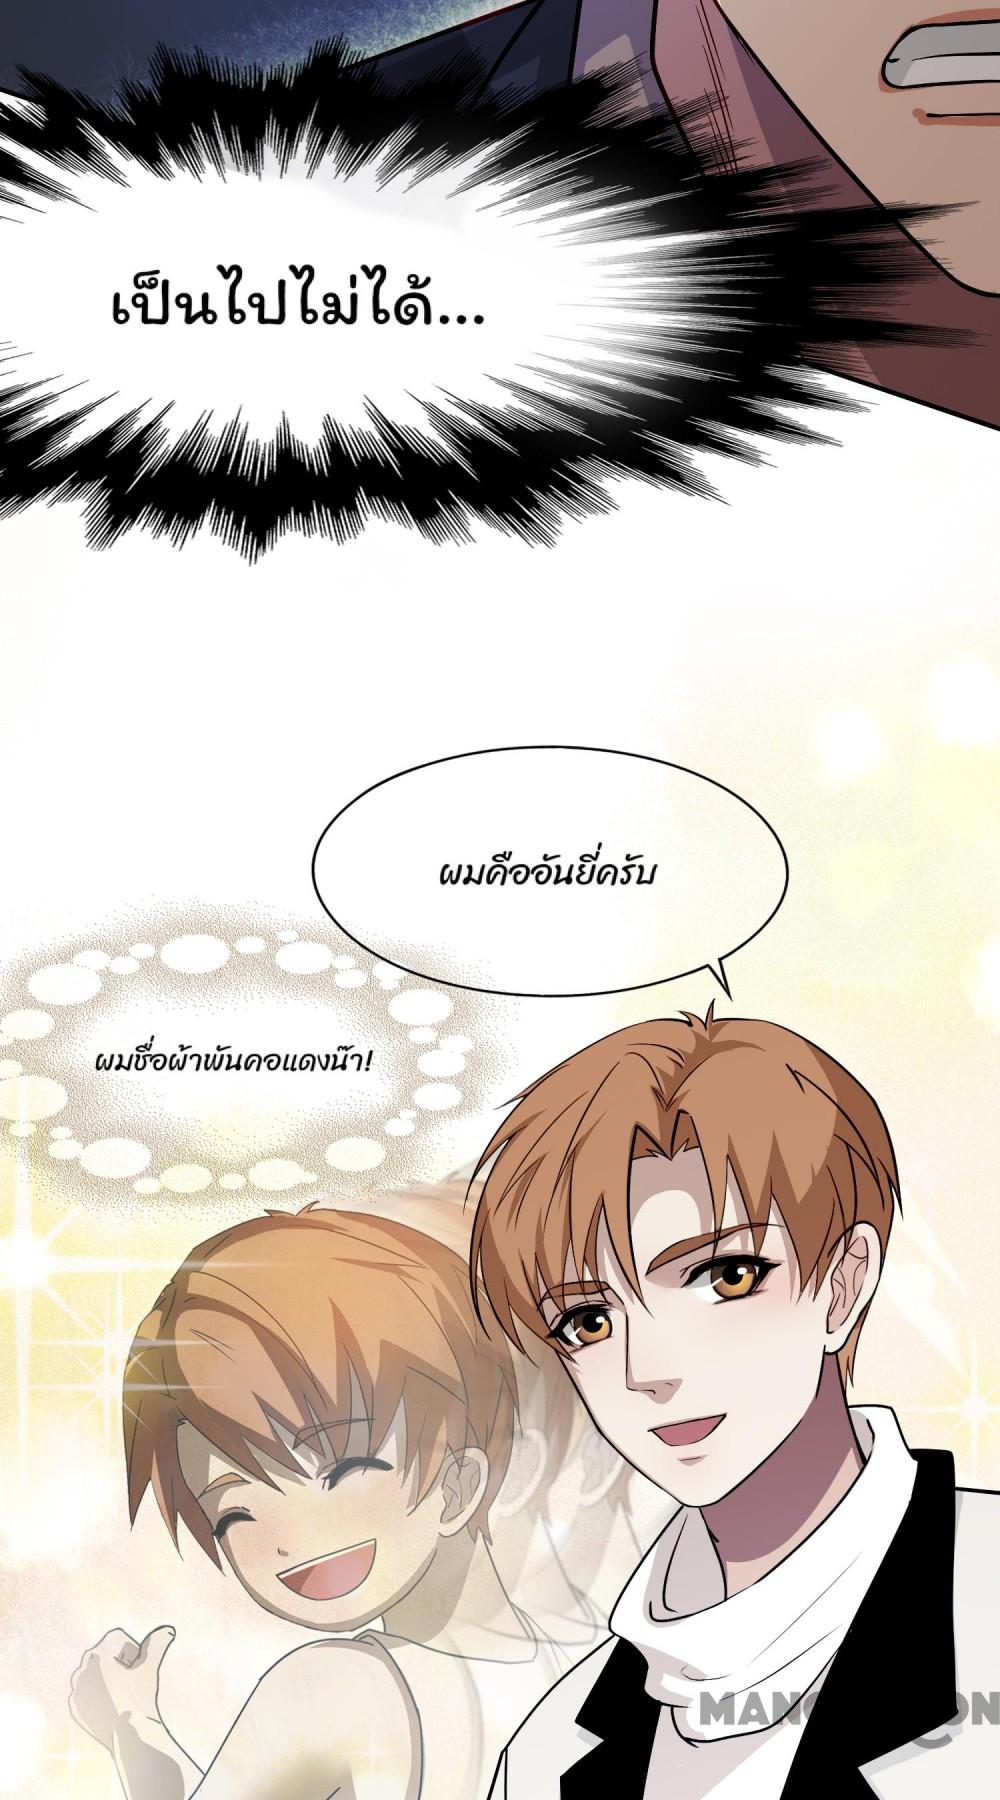 เป็นไปไม่ได้...
ผมคืออันยี่ครับ
ผมชื่อผ้าพันคอแดงน๊า!